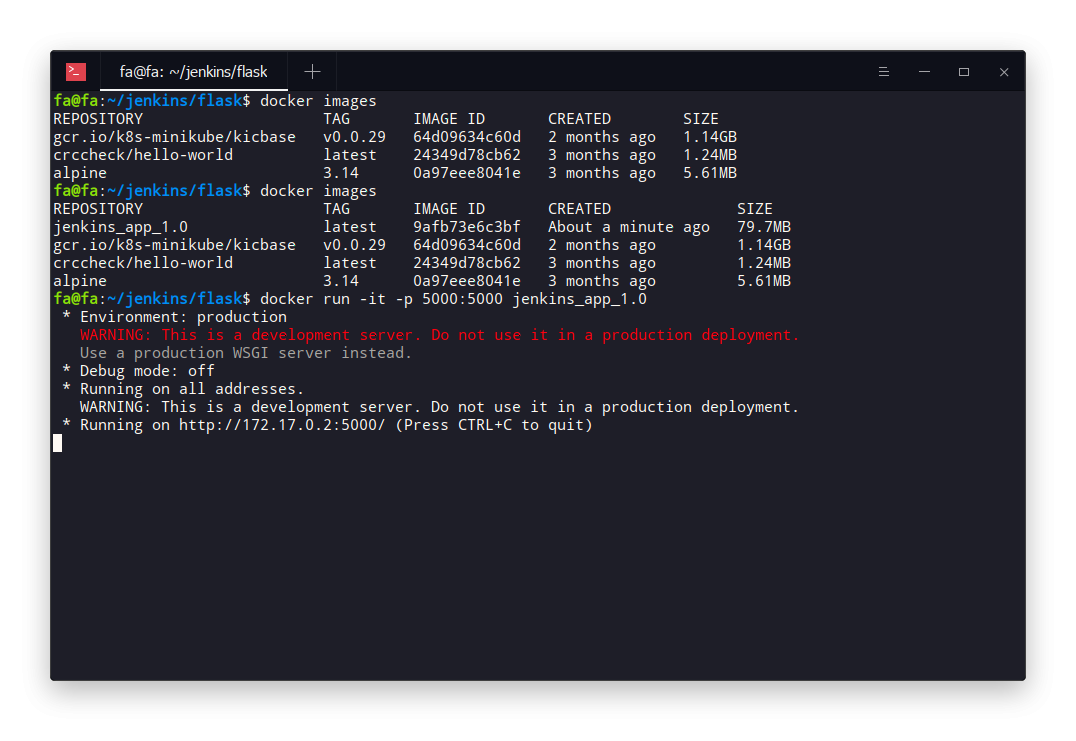 fa@fa: ~/jenkins/flask
fa@fa:~/jenkins/flask$ docker images
REPOSITORY TAG IMAGE ID CREATED SIZE
gcr.io/k8s-minikube/kicbase v0.0.29 64d09634c60d 2 months ago 1.14GB
crccheck/hello-world latest 24349d78cb62 3 months ago 1.24MB
alpine 3.14 0a97eee8041e 3 months ago 5.61MB
fa@fa:~/jenkins/flask$ docker images
REPOSITORY TAG IMAGE ID CREATED SIZE
jenkins_app_1.0 latest 9afb73e6c3bf About a minute ago 79.7MB
gcr.io/k8s-minikube/kicbase v0.0.29 64d09634c60d 2 months ago 1.14GB
crccheck/hello-world latest 24349d78cb62 3 months ago 1.24MB
alpine 3.14 0a97eee8041e 3 months ago 5.61MB
fa@fa:~/jenkins/flask$ docker run -it -p 5000:5000 jenkins_app_1.0
* Environment: production
WARNING: This is a development server. Do not use it in a production deployment.
Use a production WSGI server instead.
* Debug mode: off
* Running on all addresses.
WARNING: This is a development server. Do not use it in a production deployment.
* Running on http://172.17.0.2:5000/ (Press CTRL+C to quit)